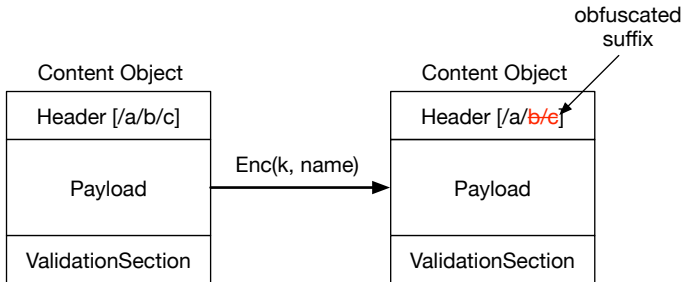 obfuscated
suffix
Content Object
Content Object
Header [/a/b/c]
Header [/a/b/c]
Enc(k, name)
Payload
Payload
ValidationSection
ValidationSection